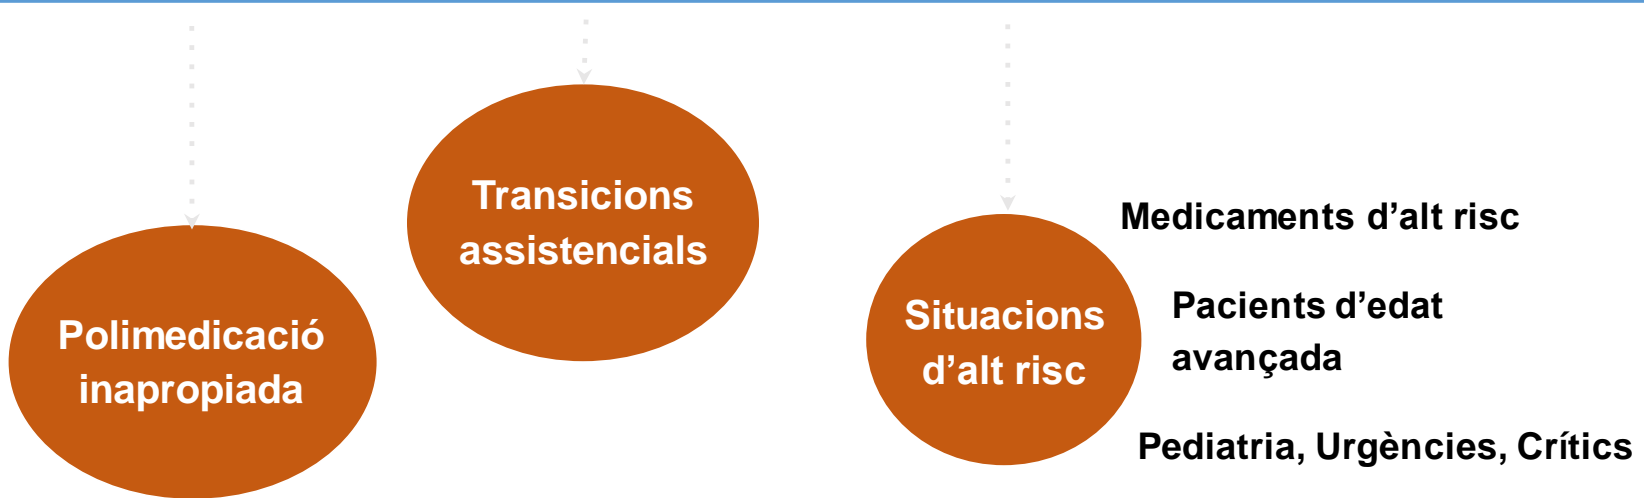 Polimedicació
inapropiada
Transicions
assistencials
Situacions
d’alt risc
Medicaments d’alt risc
Pacients d’edat
avançada
Pediatria, Urgències, Crítics